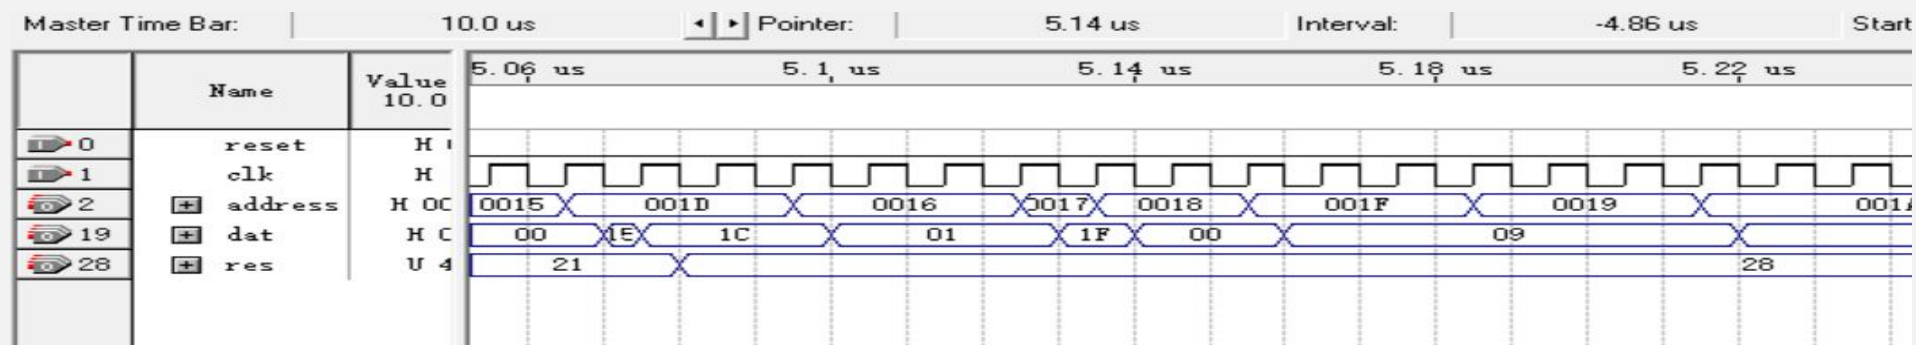 Master Time Bar: 10.0 us Pointer: 5.14 us Interval: -4.86 us Start
Name Value 10.0 5.06 us 5.1 us 5.14 us 5.18 us 5.22 us
0 reset H
1 clk H
2 address H 00 0015 001D 0016 0017 0018 001F 0019 001
19 dat H 00 1E 1C 01 1F 00 09
28 res U 4 21 28